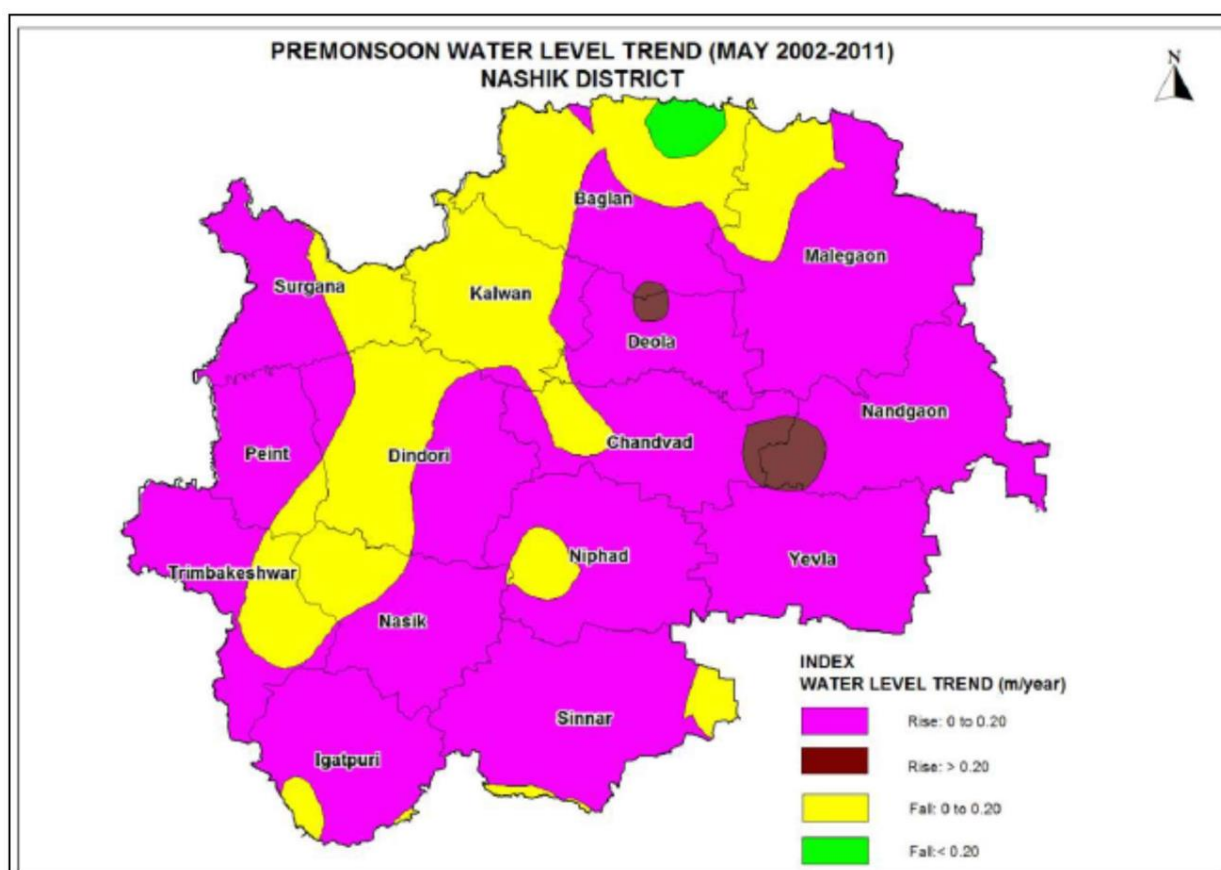 PREMONSOON WATER LEVEL TREND (MAY 2002-2011)
NASHIK DISTRICT
N
Baglan
Malegaon
Surgana
Kalwan
Deola
Nandgaon
Chandvad
Peint
Dindori
Niphad
Yevla
Trimbakeshwar
Nasik
Sinnar
Igatpuri
INDEX
WATER LEVEL TREND (m/year)
Rise: 0 to 0.20
Rise: > 0.20
Fall: 0 to 0.20
Fall:< 0.20